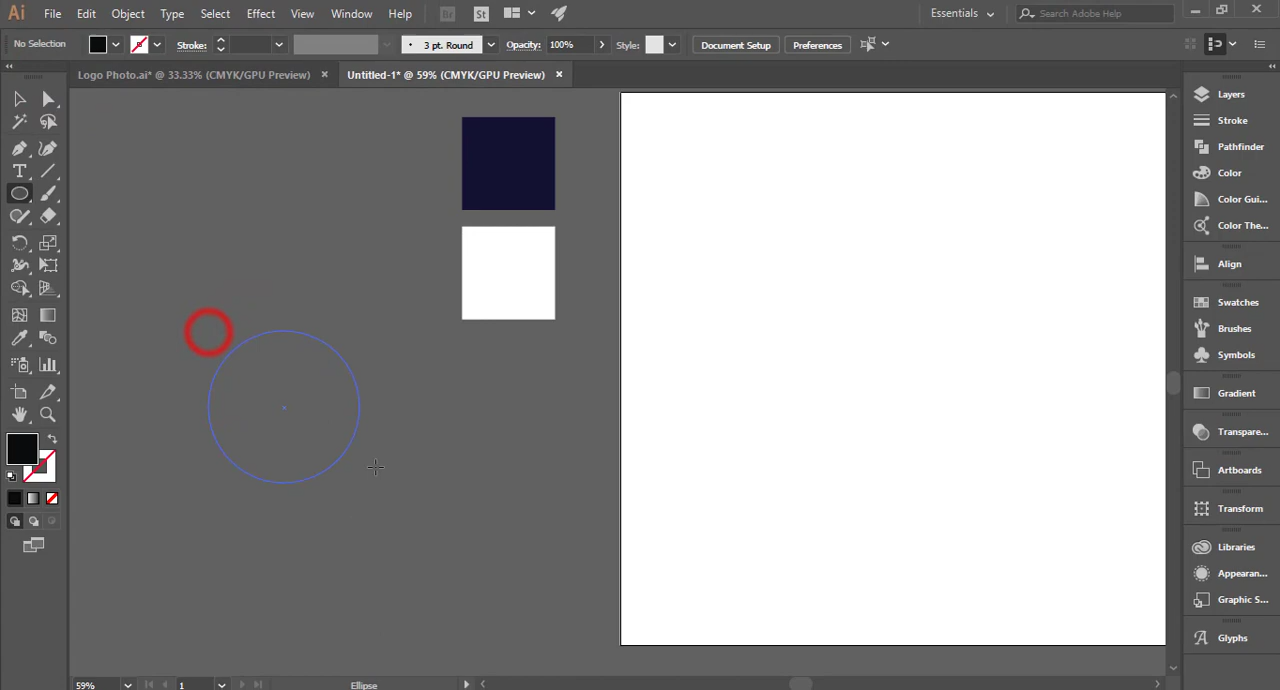 Ai File Edit Object Type Select Effect View Window Help Br St Essentials Search Adobe Help
No Selection Stroke: 3 pt. Round Opacity: 100% Style: Document Setup Preferences
Logo Photo.ai* @ 33.33% (CMYK/GPU Preview) Untitled-1* @ 59% (CMYK/GPU Preview)
Layers
Stroke
Pathfinder
Color
Color Gui...
Color The...
Align
Swatches
Brushes
Symbols
Gradient
Transpare...
Artboards
Transform
Libraries
Appearan...
Graphic S...
Glyphs
59% 1 Ellipse